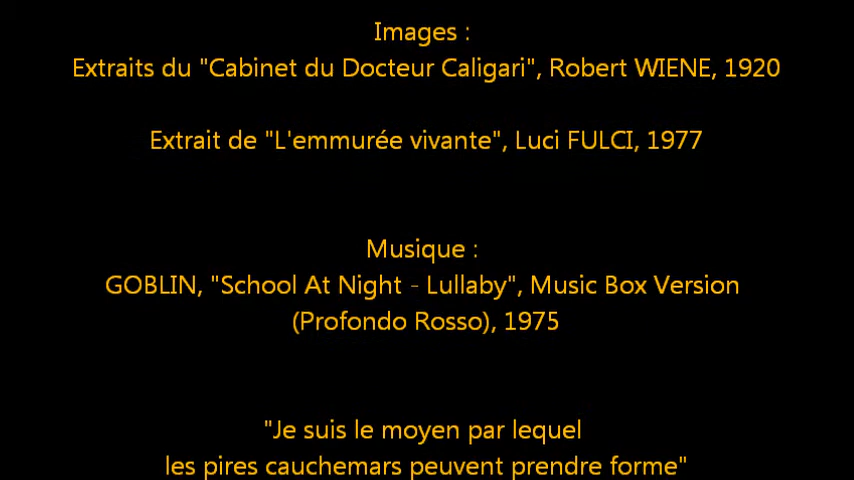 Images :
Extraits du "Cabinet du Docteur Caligari", Robert WIENE, 1920
Extrait de "L'emmurée vivante", Luci FULCI, 1977
Musique :
GOBLIN, "School At Night - Lullaby", Music Box Version
(Profondo Rosso), 1975
"Je suis le moyen par lequel
les pires cauchemars peuvent prendre forme"